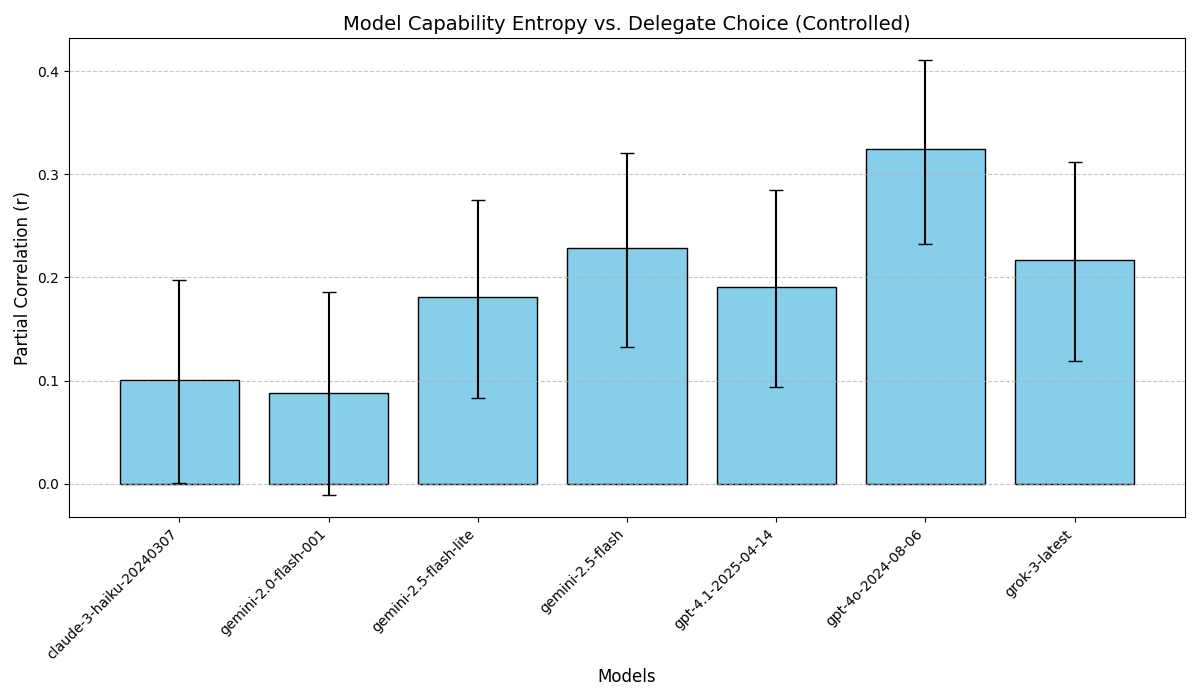 Model Capability Entropy vs. Delegate Choice (Controlled)
Partial Correlation (r)
0.4
0.3
0.2
0.1
0.0
claude-3-haiku-20240307
gemini-2.0-flash-001
gemini-2.5-flash-lite
gemini-2.5-flash
gpt-4.1-2025-04-14
gpt-4o-2024-08-06
grok-3-latest
Models